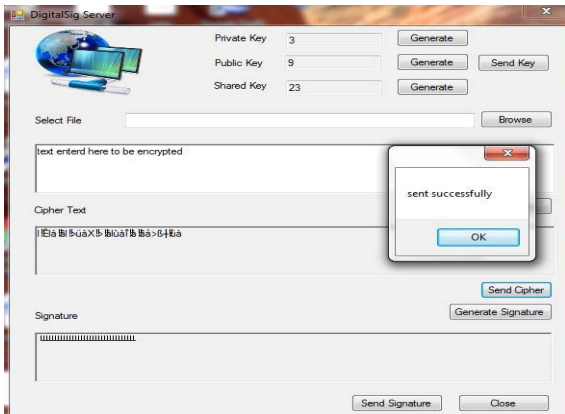 DigitalSig Server
Private Key 3 Generate
Public Key 9 Generate Send Key
Shared Key 23 Generate
Select File Browse
text enterd here to be encrypted
sent successfully
OK
Cipher Text
Send Cipher
Signature Generate Signature
Send Signature Close